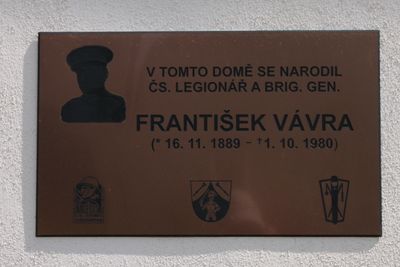 V TOMTO DOMĚ SE NARODIL
ČS. LEGIONÁŘ A BRIG. GEN.
FRANTIŠEK VÁVRA
(* 16. 11. 1889 - †1. 10. 1980)